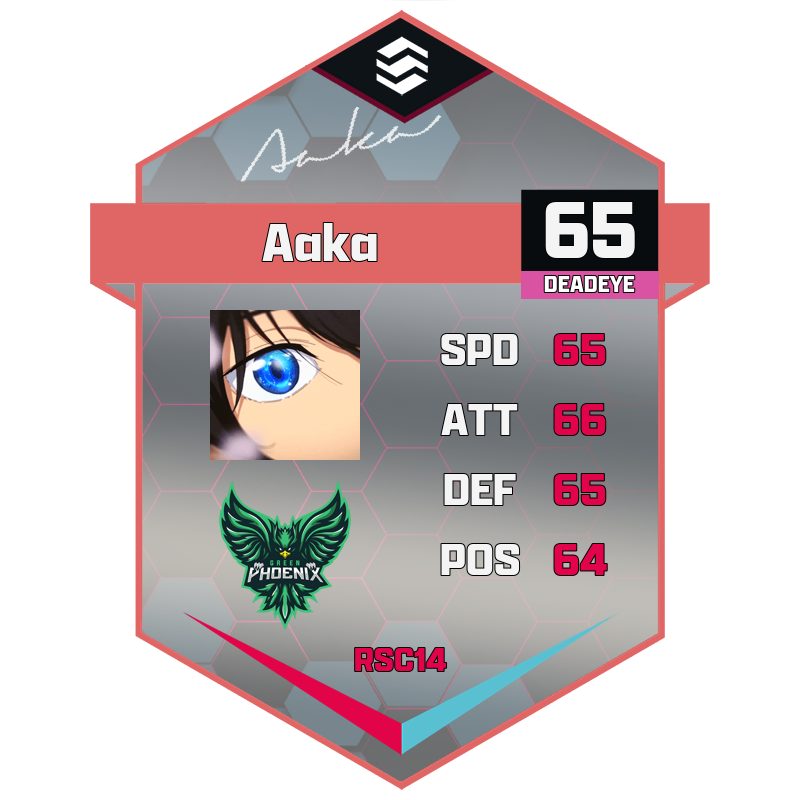 Aaka
Aaka
65
DEADEYE
SPD 65
ATT 66
DEF 65
POS 64
GREEN
PHOENIX
RSC14